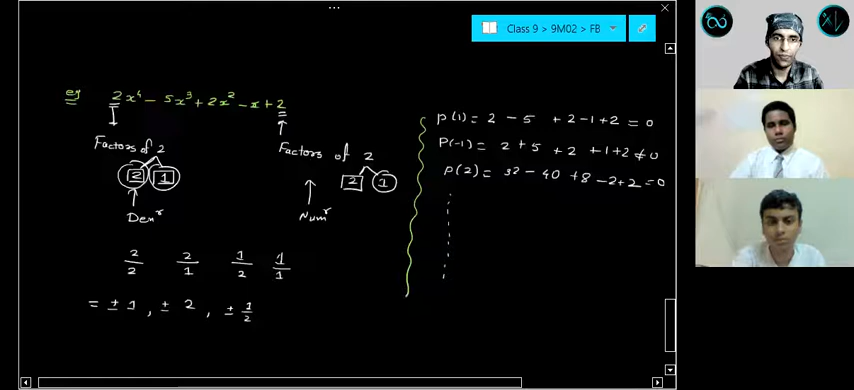 Class 9 > 9M02 > FB
eg 2x⁴ - 5x³ + 2x² - x + 2
Factors of 2
2 1
Denʳ
Factors of 2
2 1
Numʳ
2/2 2/1 1/2 1/1
= ± 1, ± 2, ± 1/2
p(1) = 2 - 5 + 2 - 1 + 2 = 0
P(-1) = 2 + 5 + 2 + 1 + 2 ≠ 0
p(2) = 32 - 40 + 8 - 2 + 2 = 0